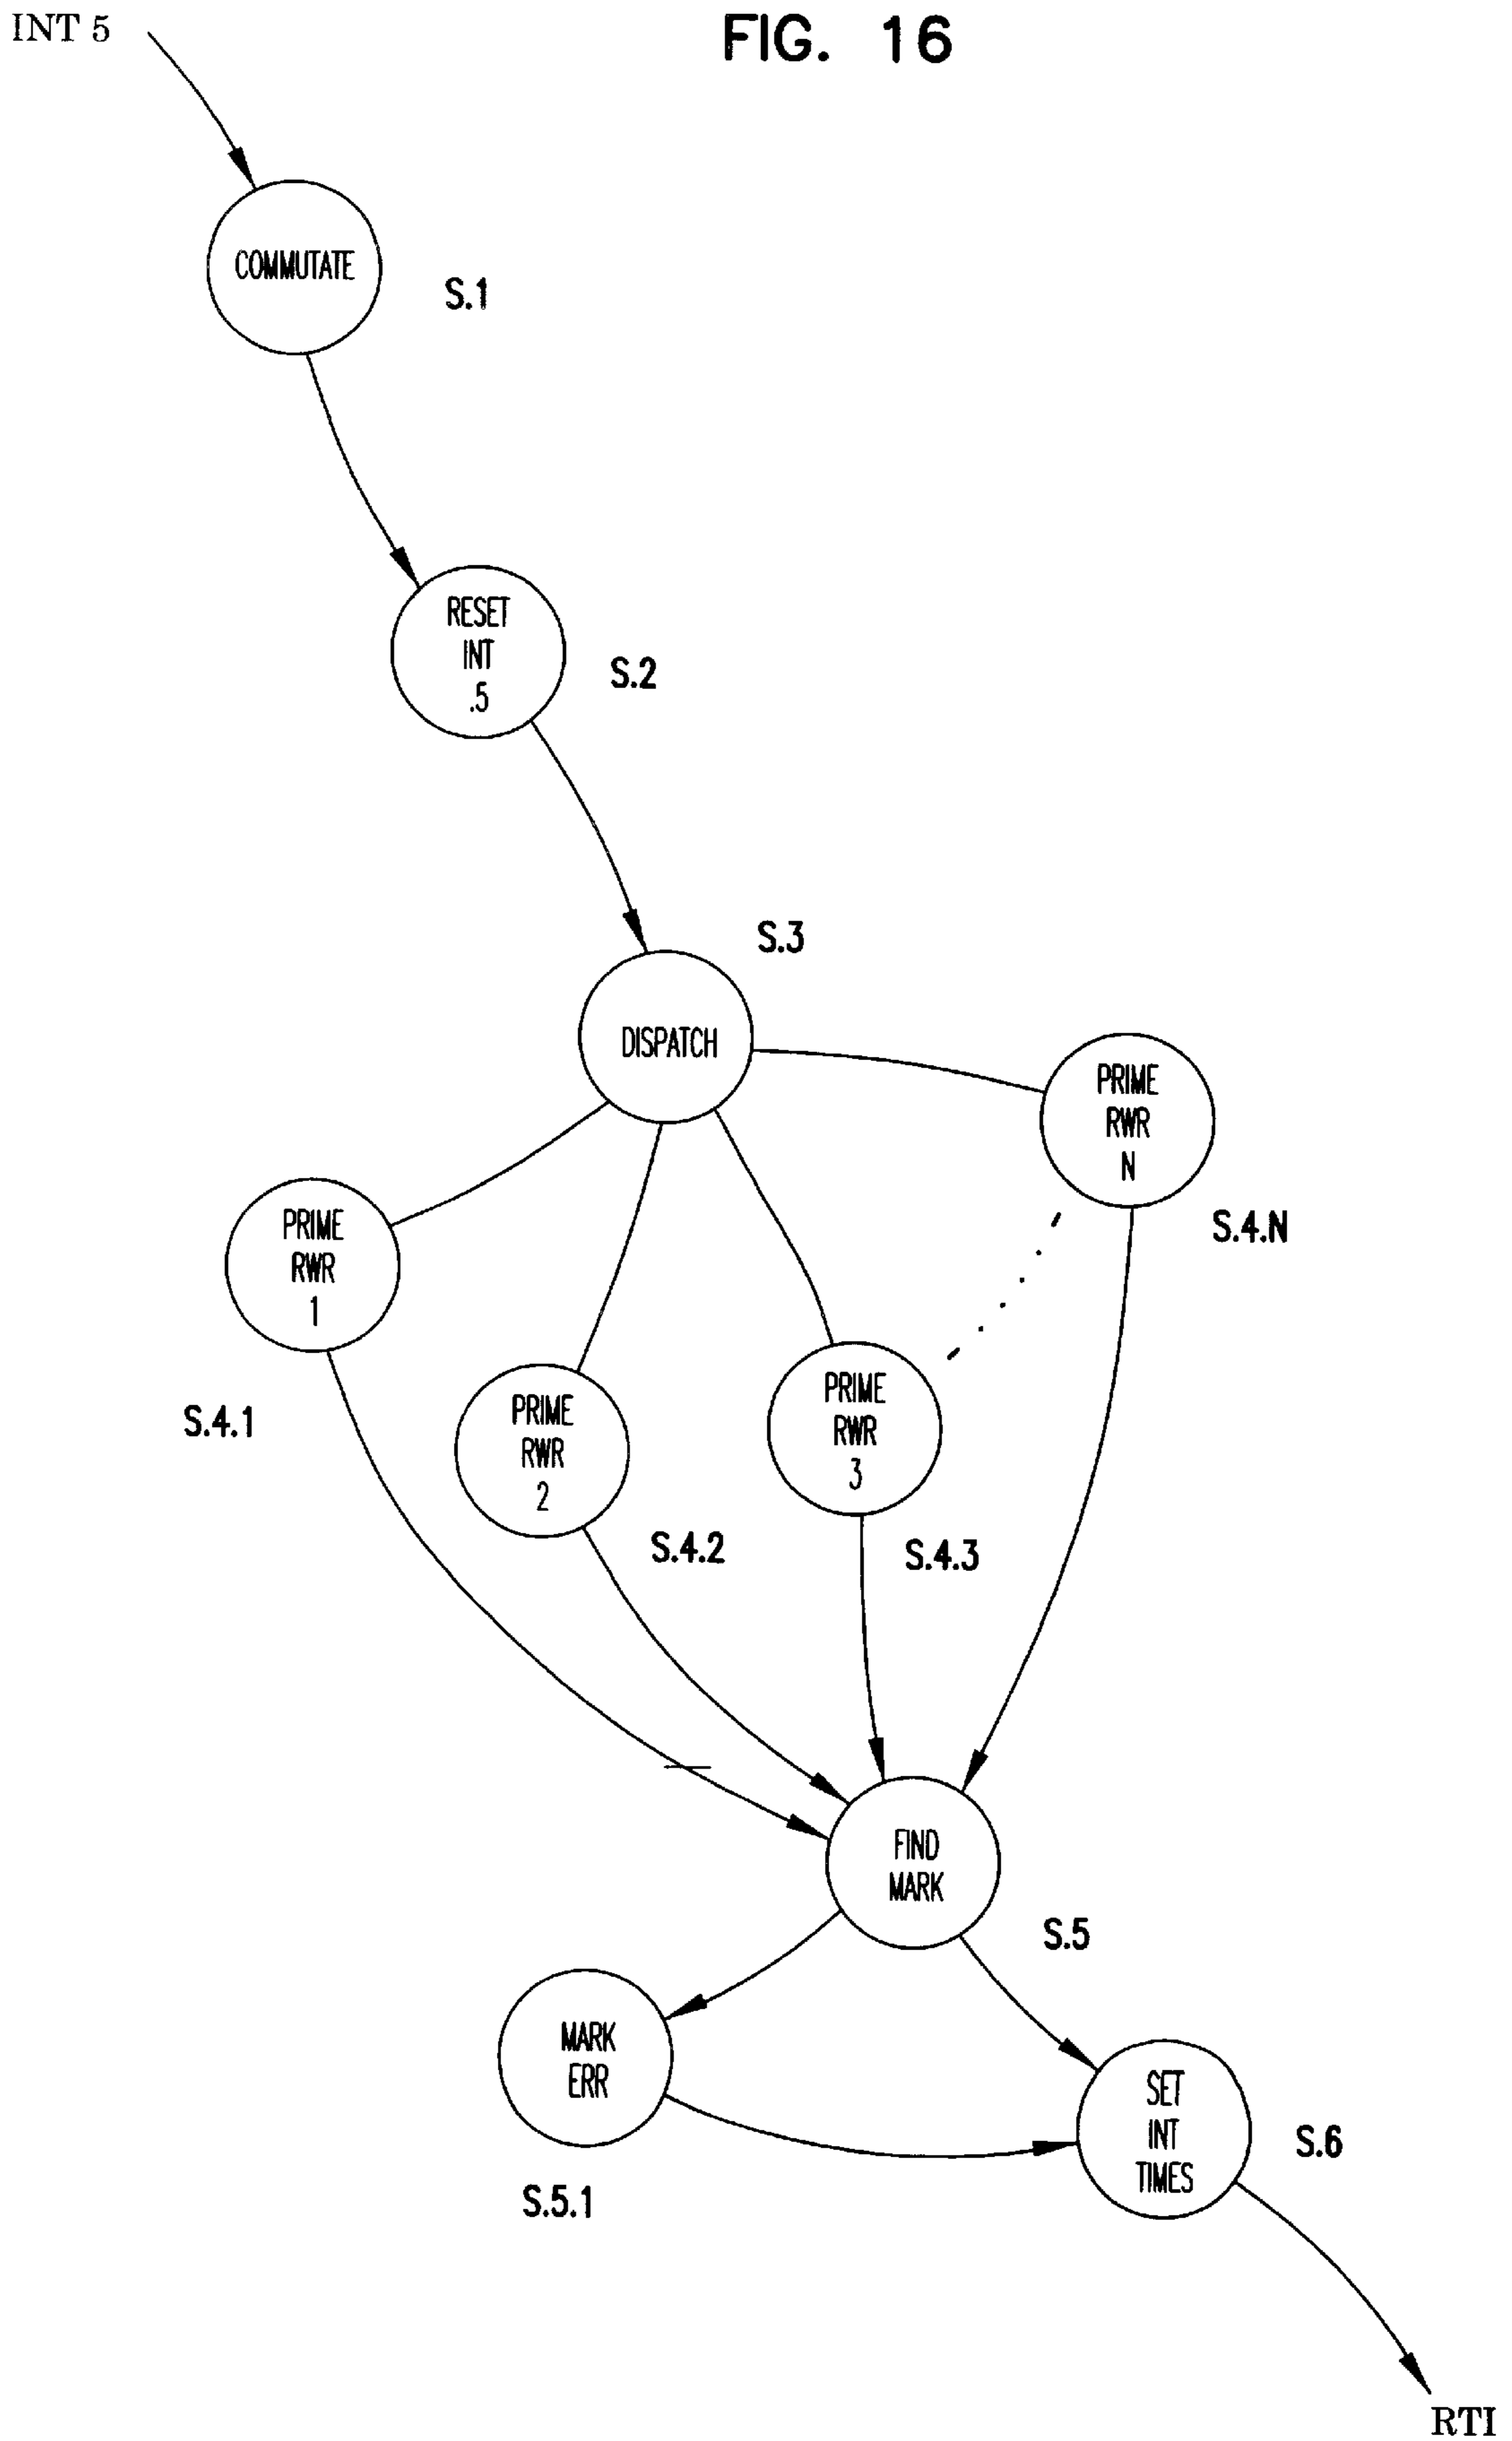 INT 5
FIG. 16
COMMUTATE
S.1
RESET
INT
.5
S.2
S.3
DISPATCH
PRIME
RWR
N
S.4.N
PRIME
RWR
1
S.4.1
PRIME
RWR
2
S.4.2
PRIME
RWR
3
S.4.3
FIND
MARK
S.5
MARK
ERR
S.5.1
SET
INT
TIMES
S.6
RTI